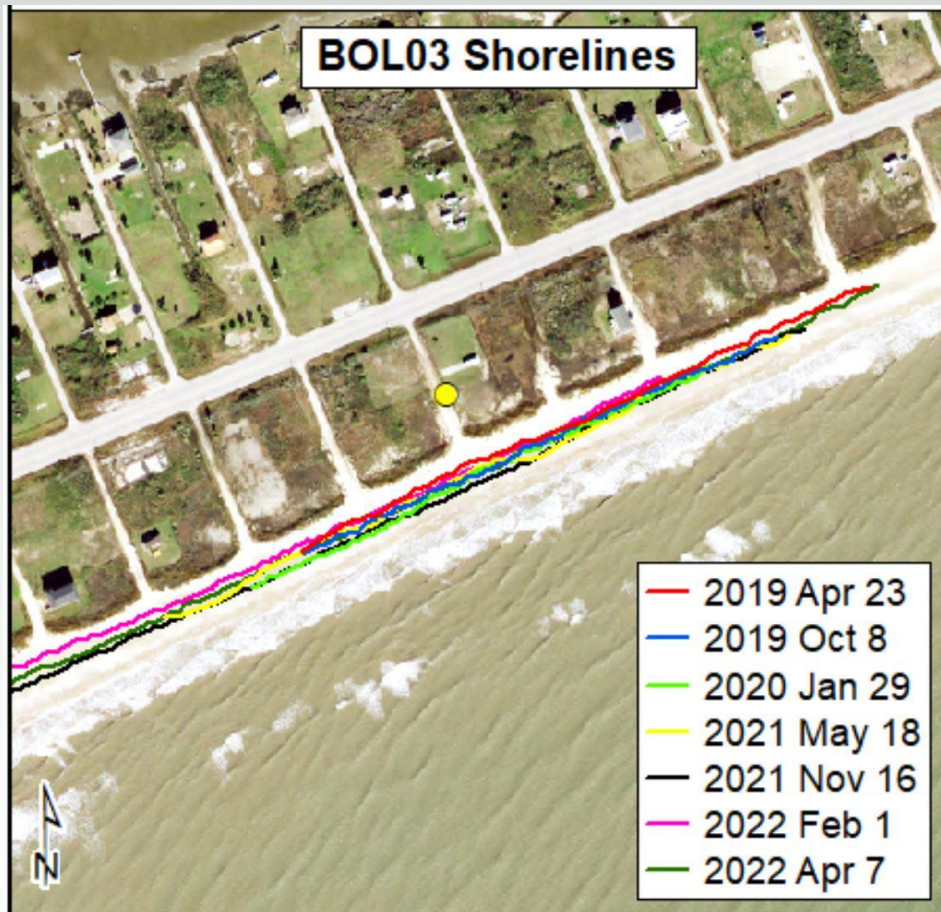 BOL03 Shorelines
2019 Apr 23
2019 Oct 8
2020 Jan 29
2021 May 18
2021 Nov 16
2022 Feb 1
2022 Apr 7
N